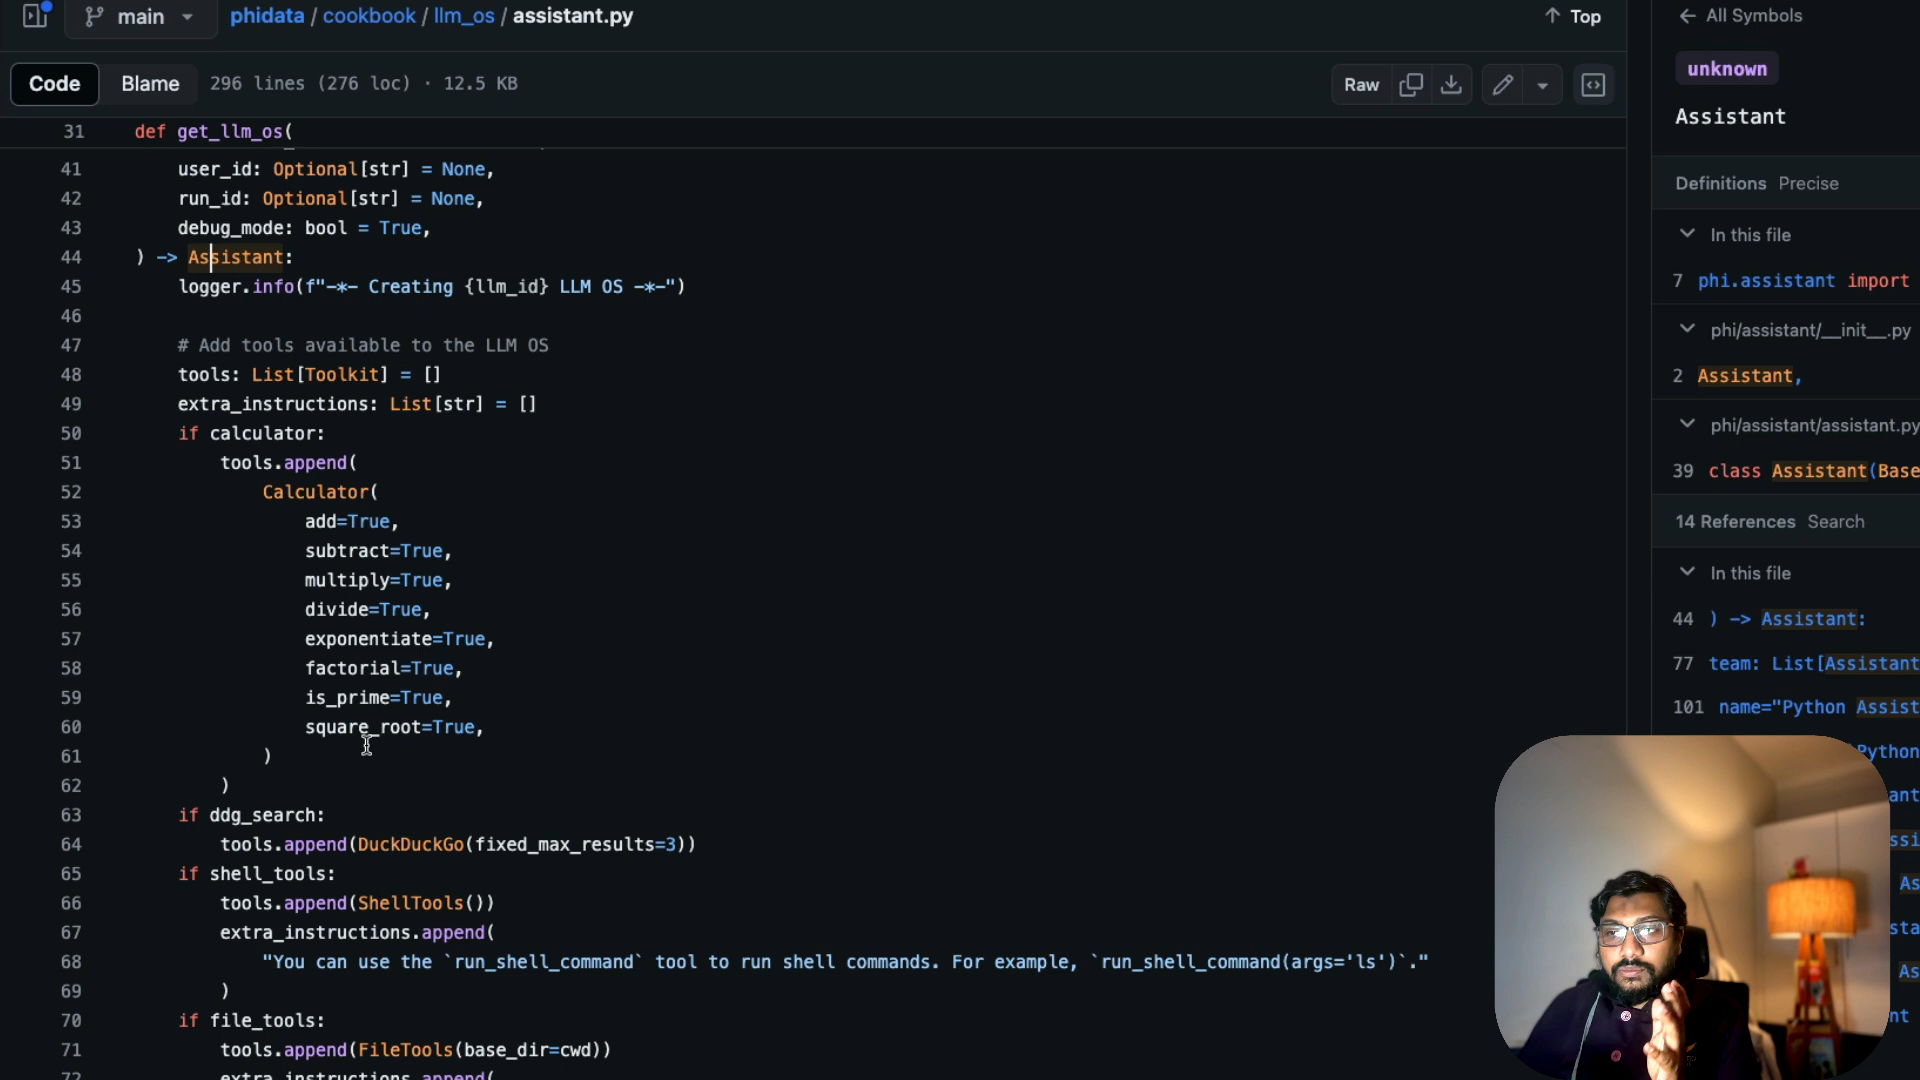 main
phidata / cookbook / llm_os / assistant.py
↑ Top
Code Blame 296 lines (276 loc) · 12.5 KB
Raw
31 def get_llm_os(
41 user_id: Optional[str] = None,
42 run_id: Optional[str] = None,
43 debug_mode: bool = True,
44 ) -> Assistant:
45 logger.info(f"-*- Creating {llm_id} LLM OS -*-")
46
47 # Add tools available to the LLM OS
48 tools: List[Toolkit] = []
49 extra_instructions: List[str] = []
50 if calculator:
51 tools.append(
52 Calculator(
53 add=True,
54 subtract=True,
55 multiply=True,
56 divide=True,
57 exponentiate=True,
58 factorial=True,
59 is_prime=True,
60 square_root=True,
61 )
62 )
63 if ddg_search:
64 tools.append(DuckDuckGo(fixed_max_results=3))
65 if shell_tools:
66 tools.append(ShellTools())
67 extra_instructions.append(
68 "You can use the `run_shell_command` tool to run shell commands. For example, `run_shell_command(args='ls')`."
69 )
70 if file_tools:
71 tools.append(FileTools(base_dir=cwd))
72 extra_instructions.append(
← All Symbols
unknown
Assistant
Definitions Precise
In this file
7 phi.assistant import
phi/assistant/__init__.py
2 Assistant,
phi/assistant/assistant.py
39 class Assistant(Base
14 References Search
In this file
44 ) -> Assistant:
77 team: List[Assistant
101 name="Python Assist
Python
ant
ssi
As
sta
As
nt